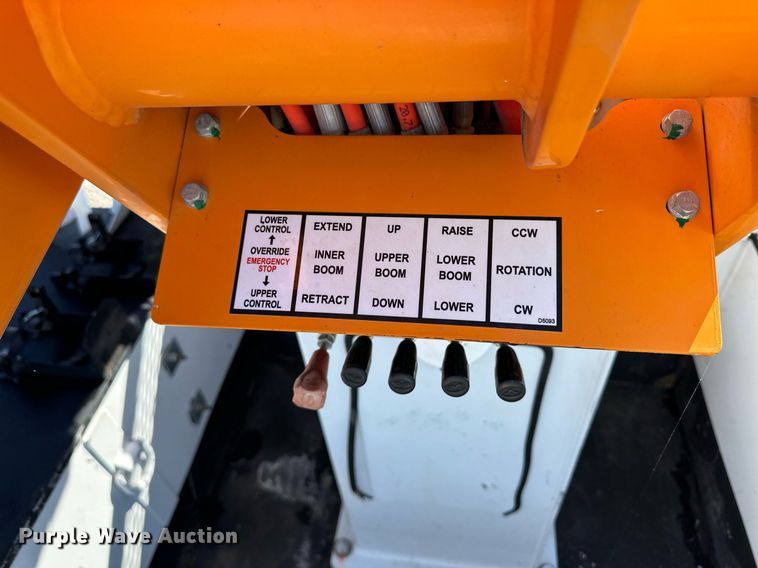 LOWER
CONTROL
OVERRIDE
EMERGENCY
STOP
UPPER
CONTROL
EXTEND
INNER
BOOM
RETRACT
UP
UPPER
BOOM
DOWN
RAISE
LOWER
BOOM
LOWER
CCW
ROTATION
CW
D5093
Purple Wave Auction